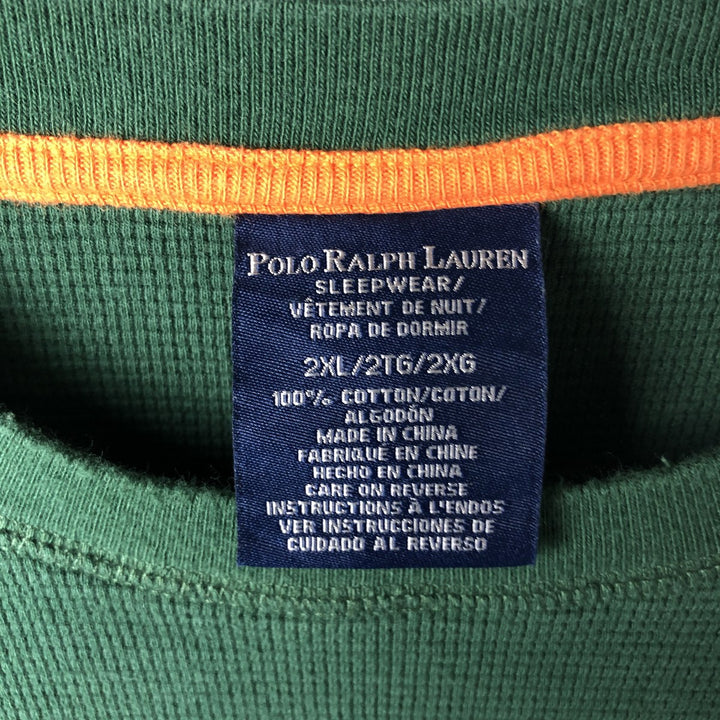 POLO RALPH LAUREN
SLEEPWEAR/
VÊTEMENT DE NUIT/
ROPA DE DORMIR
2XL/2TG/2XG
100% COTTON/COTON/
ALGODÓN
MADE IN CHINA
FABRIQUÉ EN CHINE
HECHO EN CHINA
CARE ON REVERSE
INSTRUCTIONS À L'ENDOS
VER INSTRUCCIONES DE
CUIDADO AL REVERSO